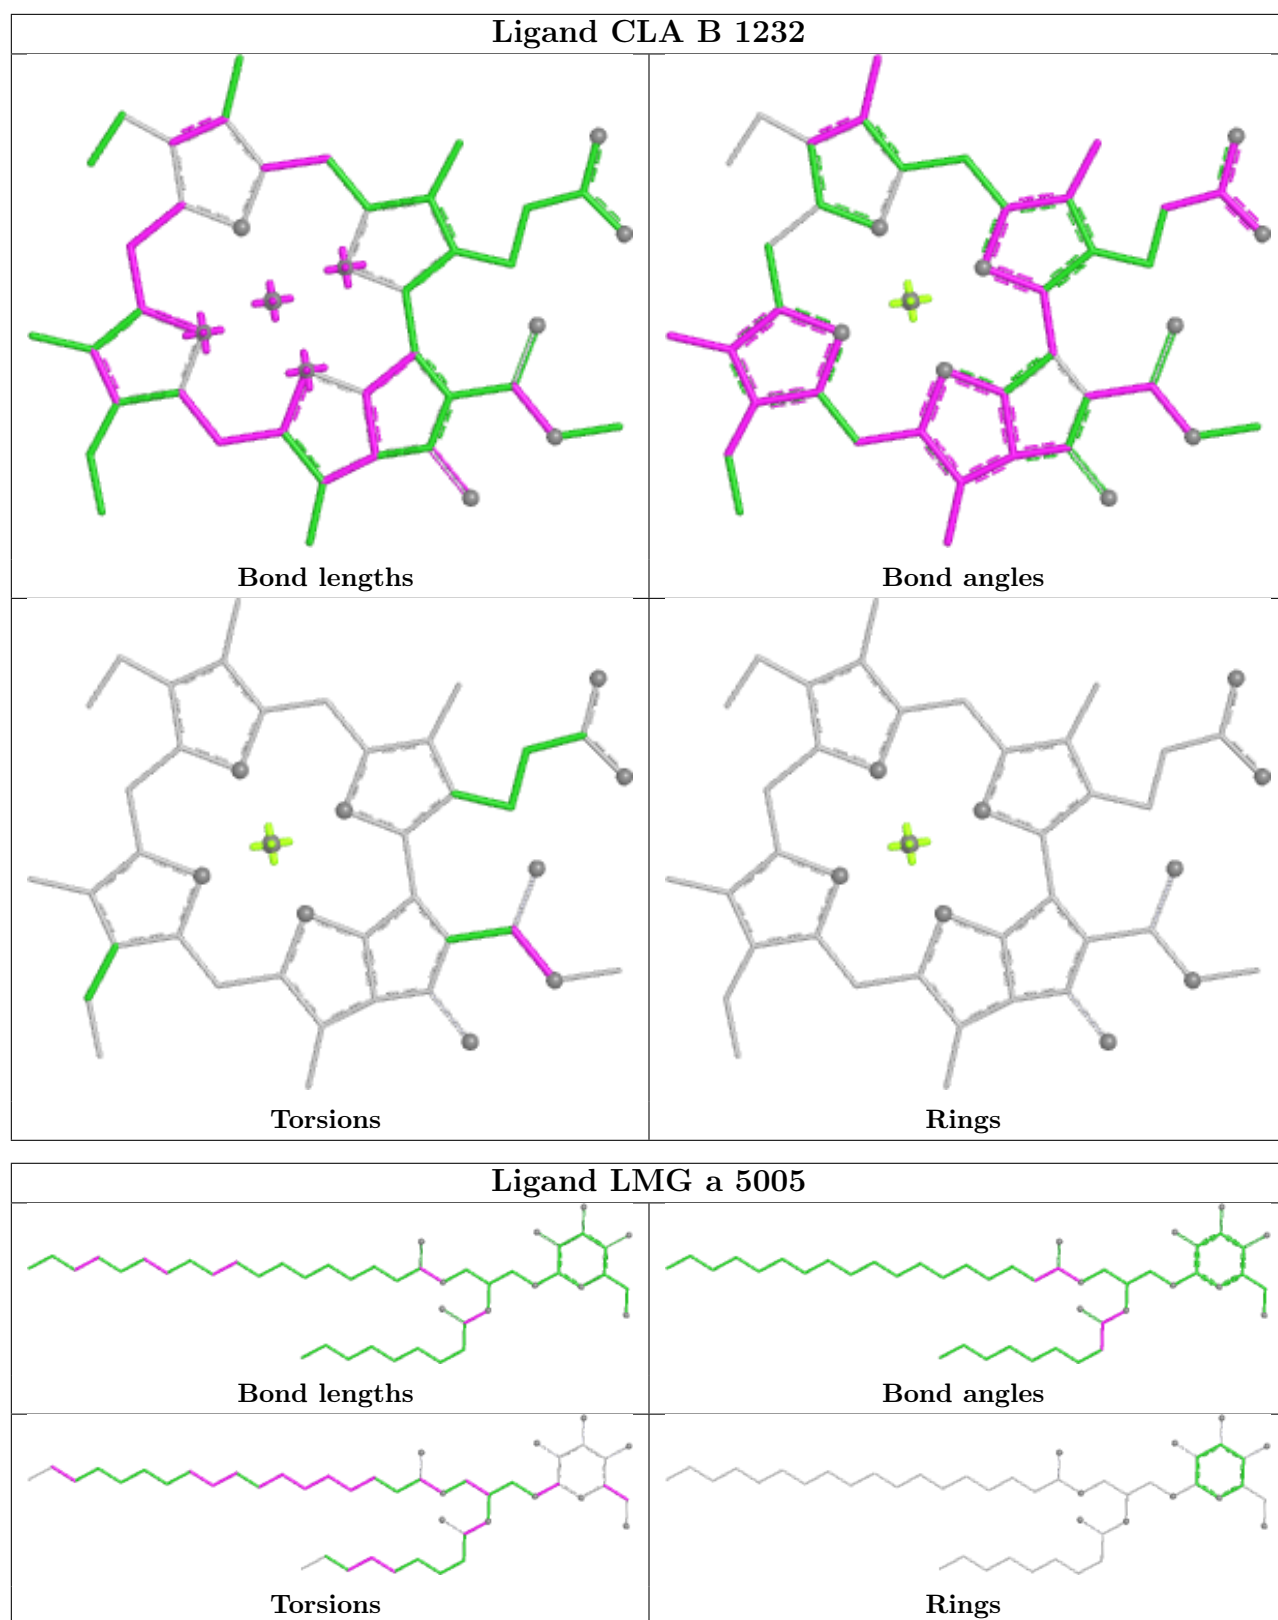 Ligand CLA B 1232
Bond lengths
Bond angles
Torsions
Rings
Ligand LMG a 5005
Bond lengths
Bond angles
Torsions
Rings